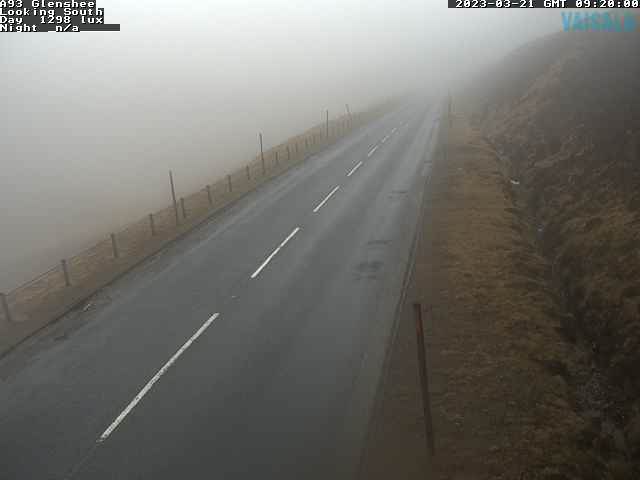 A93 Glenshee
Looking South
Day 1298 lux
Night n/a
2023-03-21 GMT 09:20:00
VAISALA